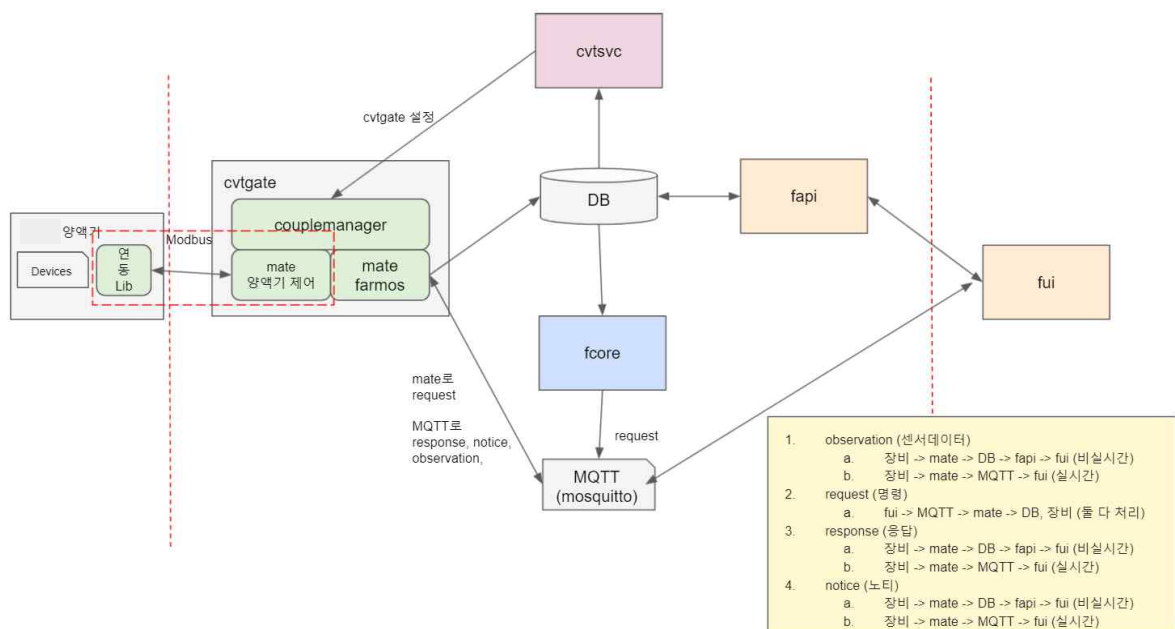 cvtsvc
cvtgate 설정
cvtgate
couplemanager
mate
양액기 제어
mate
farmos
양액기
Devices
연
동
Lib
Modbus
DB
fapi
fui
fcore
mate로
request
MQTT로
response, notice,
observation,
request
MQTT
(mosquitto)
1. observation (센서데이터)
a. 장비 -> mate -> DB -> fapi -> fui (비실시간)
b. 장비 -> mate -> MQTT -> fui (실시간)
2. request (명령)
a. fui -> MQTT -> mate -> DB, 장비 (둘 다 처리)
3. response (응답)
a. 장비 -> mate -> DB -> fapi -> fui (비실시간)
b. 장비 -> mate -> MQTT -> fui (실시간)
4. notice (노티)
a. 장비 -> mate -> DB -> fapi -> fui (비실시간)
b. 장비 -> mate -> MQTT -> fui (실시간)